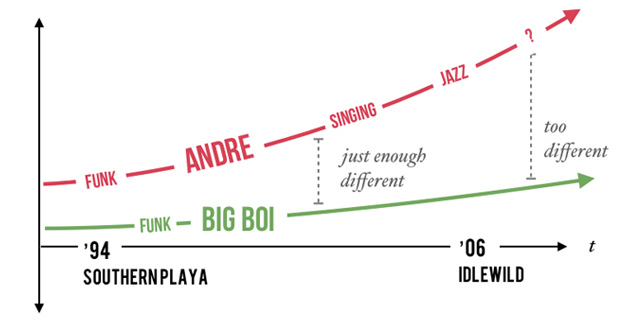 ?
JAZZ
SINGING
ANDRE
FUNK
too
different
just enough
different
FUNK
BIG BOI
'94
SOUTHERNPLAYA
'06
IDLEWILD
t